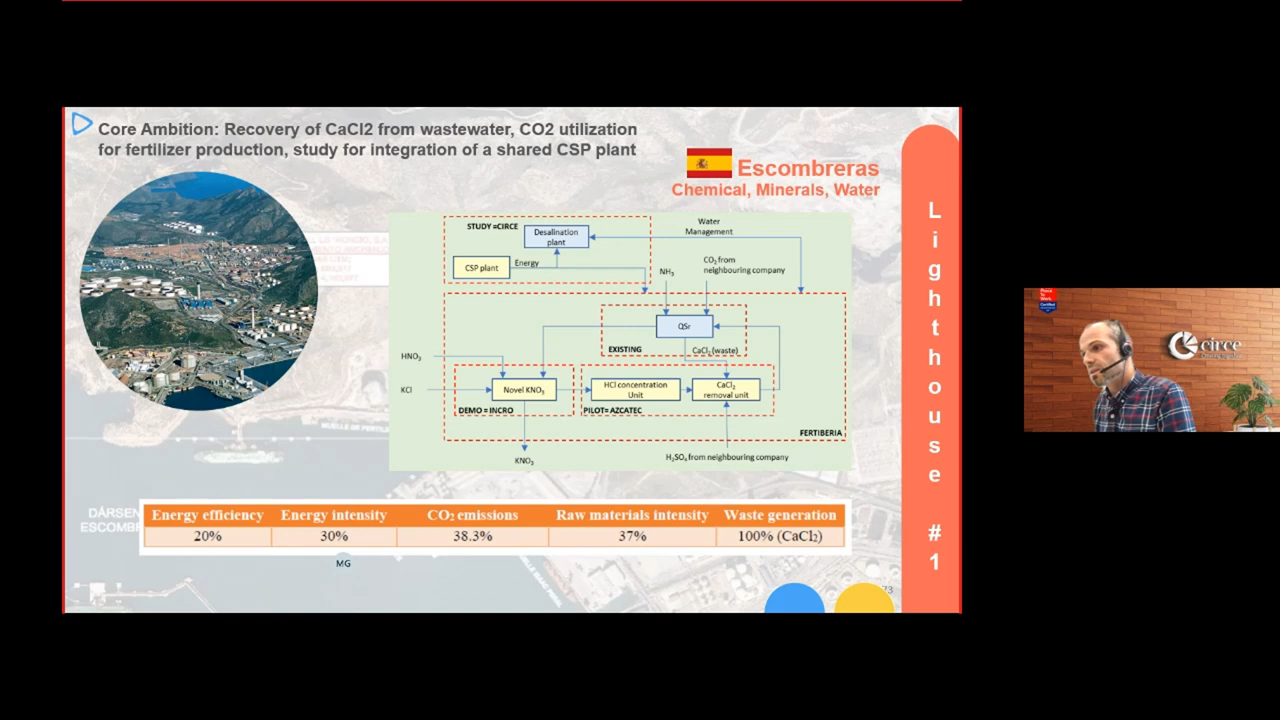 Core Ambition: Recovery of CaCl2 from wastewater, CO2 utilization
for fertilizer production, study for integration of a shared CSP plant
Escombreras
Chemical, Minerals, Water
Lighthouse #1
STUDY =CIRCE
Desalination
plant
Water
Management
CSP plant
Energy
NH₃
CO₂ from
neighbouring company
QSr
EXISTING
CaCl₂ (waste)
HNO₃
KCl
Novel KNO₃
HCl concentration
Unit
CaCl₂
removal unit
DEMO = INCRO
PILOT= AZCATEC
FERTIBERIA
KNO₃
H₂SO₄ from neighbouring company
DÁRSEN
ESCOMBR
Energy efficiency Energy intensity CO₂ emissions Raw materials intensity Waste generation
20% 30% 38.3% 37% 100% (CaCl₂)
MG
73
circe